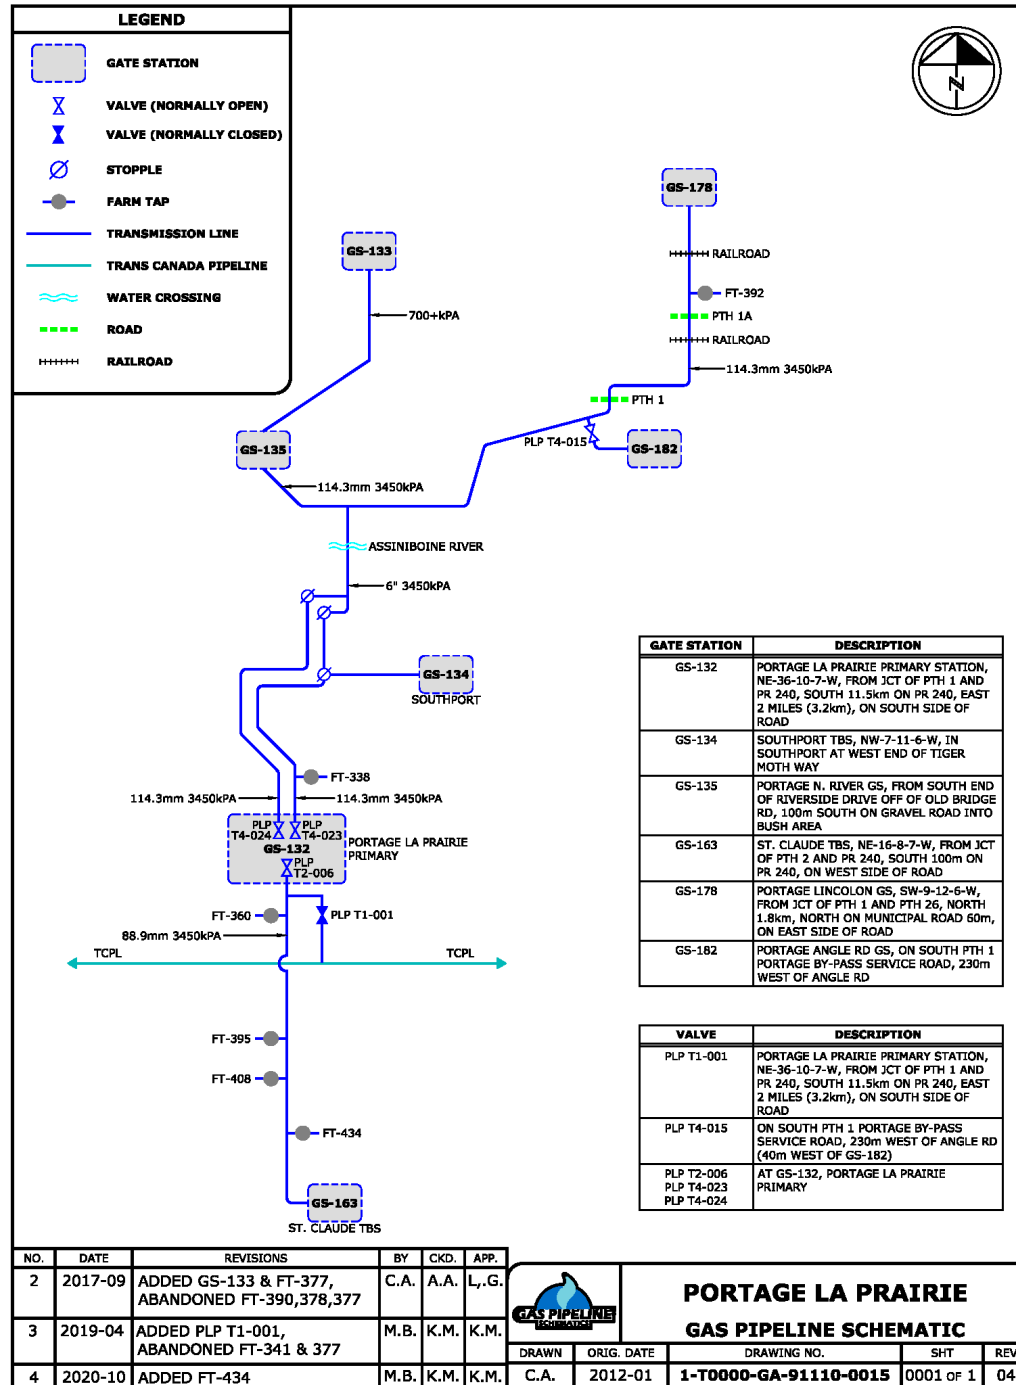 LEGEND
GATE STATION
VALVE (NORMALLY OPEN)
VALVE (NORMALLY CLOSED)
STOPPLE
FARM TAP
TRANSMISSION LINE
TRANS CANADA PIPELINE
WATER CROSSING
ROAD
RAILROAD
N
GS-178
RAILROAD
GS-133
FT-392
700+kPA
PTH 1A
RAILROAD
114.3mm 3450kPA
PTH 1
PLP T4-015
GS-135
GS-182
114.3mm 3450kPA
ASSINIBOINE RIVER
6" 3450kPA
GS-134
SOUTHPORT
FT-338
114.3mm 3450kPA
114.3mm 3450kPA
PLP T4-024
PLP T4-023
GS-132
PORTAGE LA PRAIRIE
PRIMARY
PLP T2-006
FT-360
PLP T1-001
88.9mm 3450kPA
TCPL
TCPL
FT-395
FT-408
FT-434
GS-163
ST. CLAUDE TBS
GATE STATION DESCRIPTION
GS-132 PORTAGE LA PRAIRIE PRIMARY STATION,
NE-36-10-7-W, FROM JCT OF PTH 1 AND
PR 240, SOUTH 11.5km ON PR 240, EAST
2 MILES (3.2km), ON SOUTH SIDE OF
ROAD
GS-134 SOUTHPORT TBS, NW-7-11-6-W, IN
SOUTHPORT AT WEST END OF TIGER
MOTH WAY
GS-135 PORTAGE N. RIVER GS, FROM SOUTH END
OF RIVERSIDE DRIVE OFF OF OLD BRIDGE
RD, 100m SOUTH ON GRAVEL ROAD INTO
BUSH AREA
GS-163 ST. CLAUDE TBS, NE-16-8-7-W, FROM JCT
OF PTH 2 AND PR 240, SOUTH 100m ON
PR 240, ON WEST SIDE OF ROAD
GS-178 PORTAGE LINCOLON GS, SW-9-12-6-W,
FROM JCT OF PTH 1 AND PTH 26, NORTH
1.8km, NORTH ON MUNICIPAL ROAD 60m,
ON EAST SIDE OF ROAD
GS-182 PORTAGE ANGLE RD GS, ON SOUTH PTH 1
PORTAGE BY-PASS SERVICE ROAD, 230m
WEST OF ANGLE RD
VALVE DESCRIPTION
PLP T1-001 PORTAGE LA PRAIRIE PRIMARY STATION,
NE-36-10-7-W, FROM JCT OF PTH 1 AND
PR 240, SOUTH 11.5km ON PR 240, EAST
2 MILES (3.2km), ON SOUTH SIDE OF
ROAD
PLP T4-015 ON SOUTH PTH 1 PORTAGE BY-PASS
SERVICE ROAD, 230m WEST OF ANGLE RD
(40m WEST OF GS-182)
PLP T2-006 AT GS-132, PORTAGE LA PRAIRIE
PLP T4-023 PRIMARY
PLP T4-024
NO. DATE REVISIONS BY CKD. APP.
2 2017-09 ADDED GS-133 & FT-377, C.A. A.A. L,.G.
ABANDONED FT-390,378,377
3 2019-04 ADDED PLP T1-001, M.B. K.M. K.M.
ABANDONED FT-341 & 377
4 2020-10 ADDED FT-434 M.B. K.M. K.M.
GAS PIPELINE
SCHEMATICS
PORTAGE LA PRAIRIE
GAS PIPELINE SCHEMATIC
DRAWN ORIG. DATE DRAWING NO. SHT REV
C.A. 2012-01 1-T0000-GA-91110-0015 0001 OF 1 04